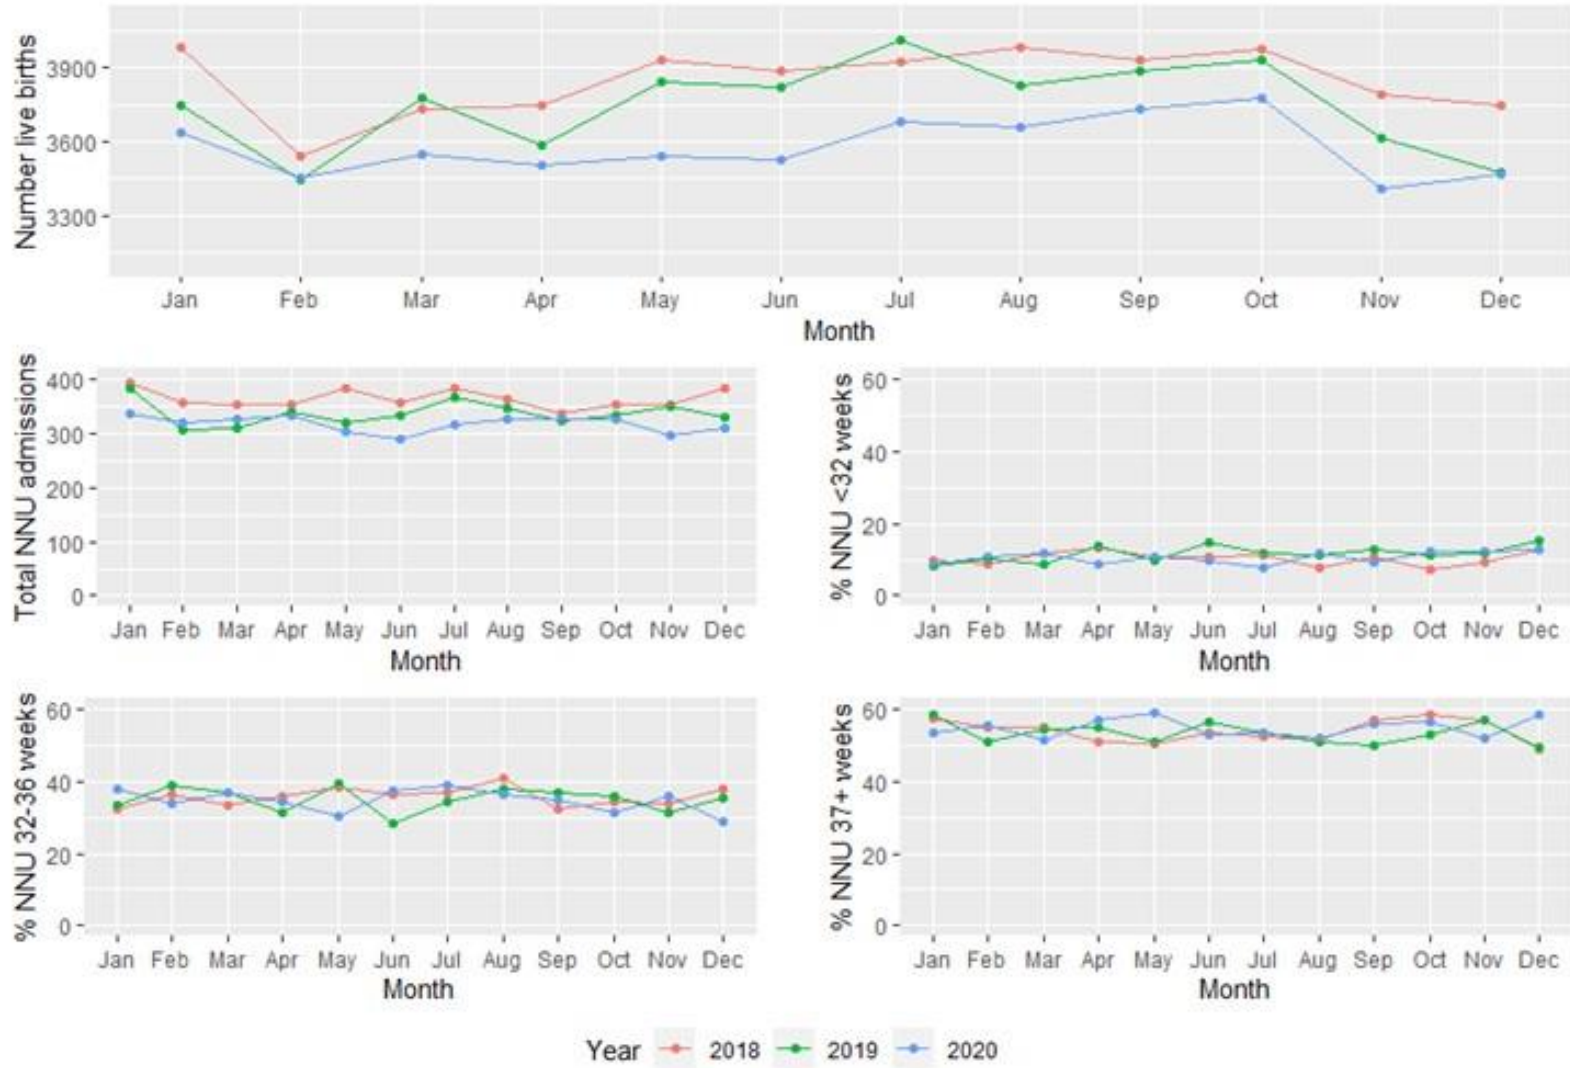 Number live births
3900
3600
3300
Jan Feb Mar Apr May Jun Jul Aug Sep Oct Nov Dec
Month
Total NNU admissions
400
300
200
100
0
Jan Feb Mar Apr May Jun Jul Aug Sep Oct Nov Dec
Month
% NNU <32 weeks
60
40
20
0
Jan Feb Mar Apr May Jun Jul Aug Sep Oct Nov Dec
Month
% NNU 32-36 weeks
60
40
20
0
Jan Feb Mar Apr May Jun Jul Aug Sep Oct Nov Dec
Month
% NNU 37+ weeks
60
40
20
0
Jan Feb Mar Apr May Jun Jul Aug Sep Oct Nov Dec
Month
Year 2018 2019 2020